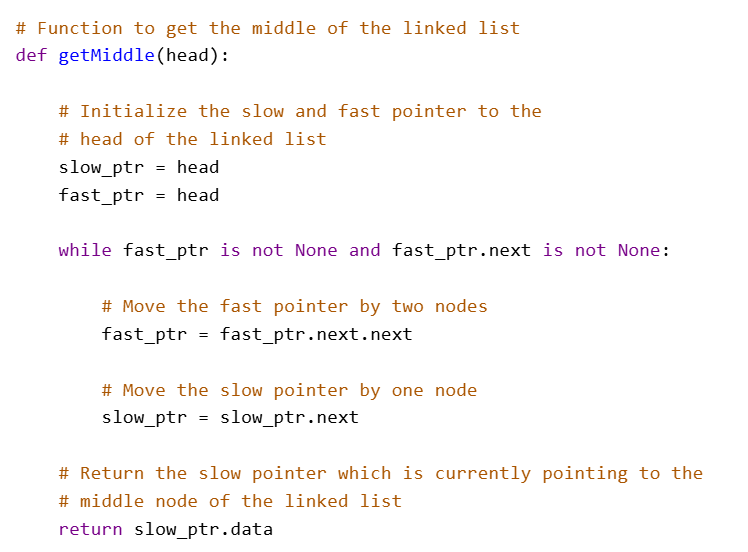 # Function to get the middle of the linked list
def getMiddle(head):
    # Initialize the slow and fast pointer to the
    # head of the linked list
    slow_ptr = head
    fast_ptr = head
    while fast_ptr is not None and fast_ptr.next is not None:
        # Move the fast pointer by two nodes
        fast_ptr = fast_ptr.next.next
        # Move the slow pointer by one node
        slow_ptr = slow_ptr.next
    # Return the slow pointer which is currently pointing to the
    # middle node of the linked list
    return slow_ptr.data